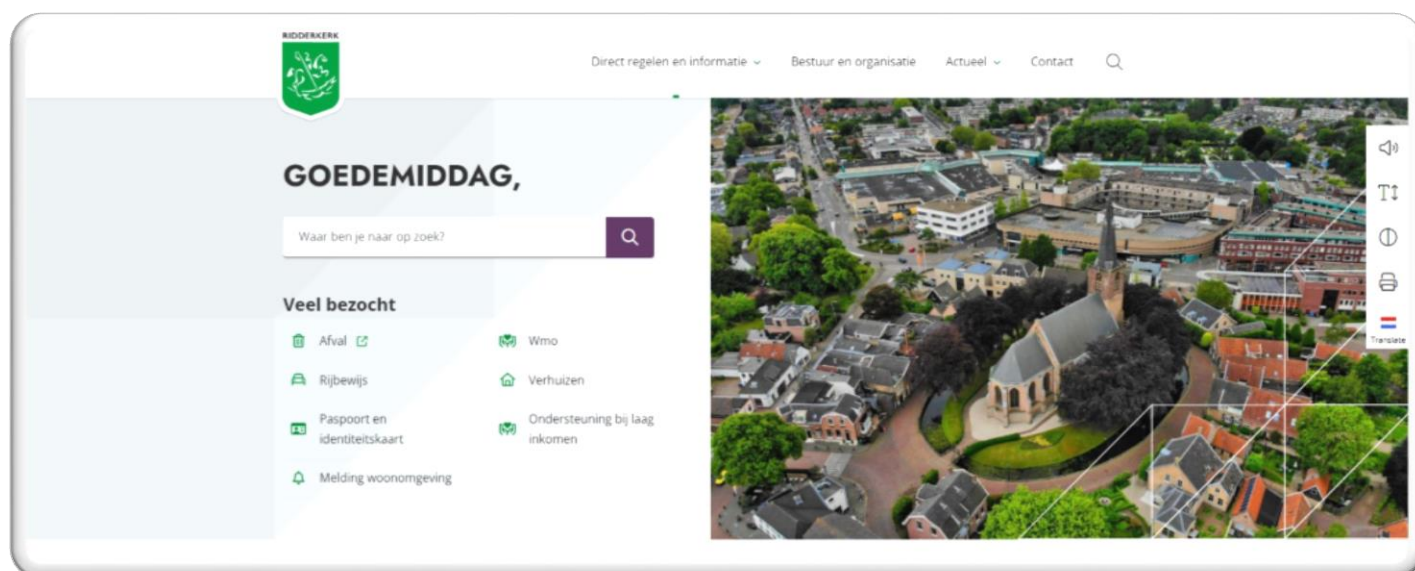 RIDDERKERK
Direct regelen en informatie
Bestuur en organisatie
Actueel
Contact
GOEDEMIDDAG,
Waar ben je naar op zoek?
Veel bezocht
Afval
Wmo
Rijbewijs
Verhuizen
Paspoort en
identiteitskaart
Ondersteuning bij laag
inkomen
Melding woonomgeving
Translate